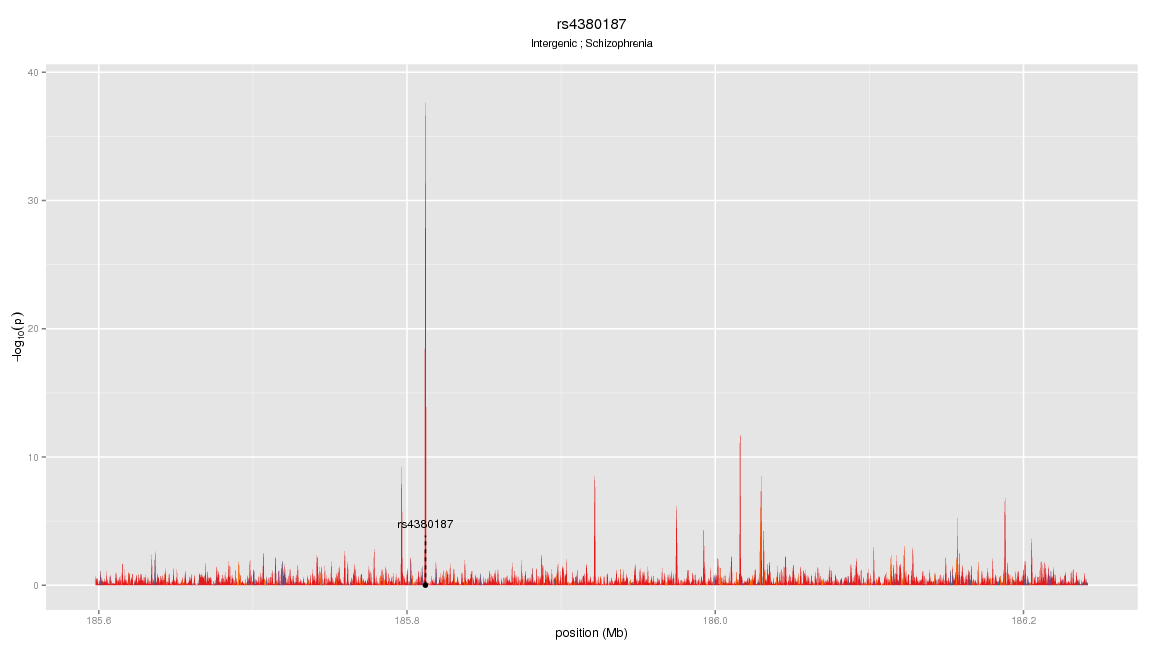 rs4380187
Intergenic ; Schizophrenia
40
30
20
10
0
−log10(p)
rs4380187
185.6
185.8
186.0
186.2
position (Mb)